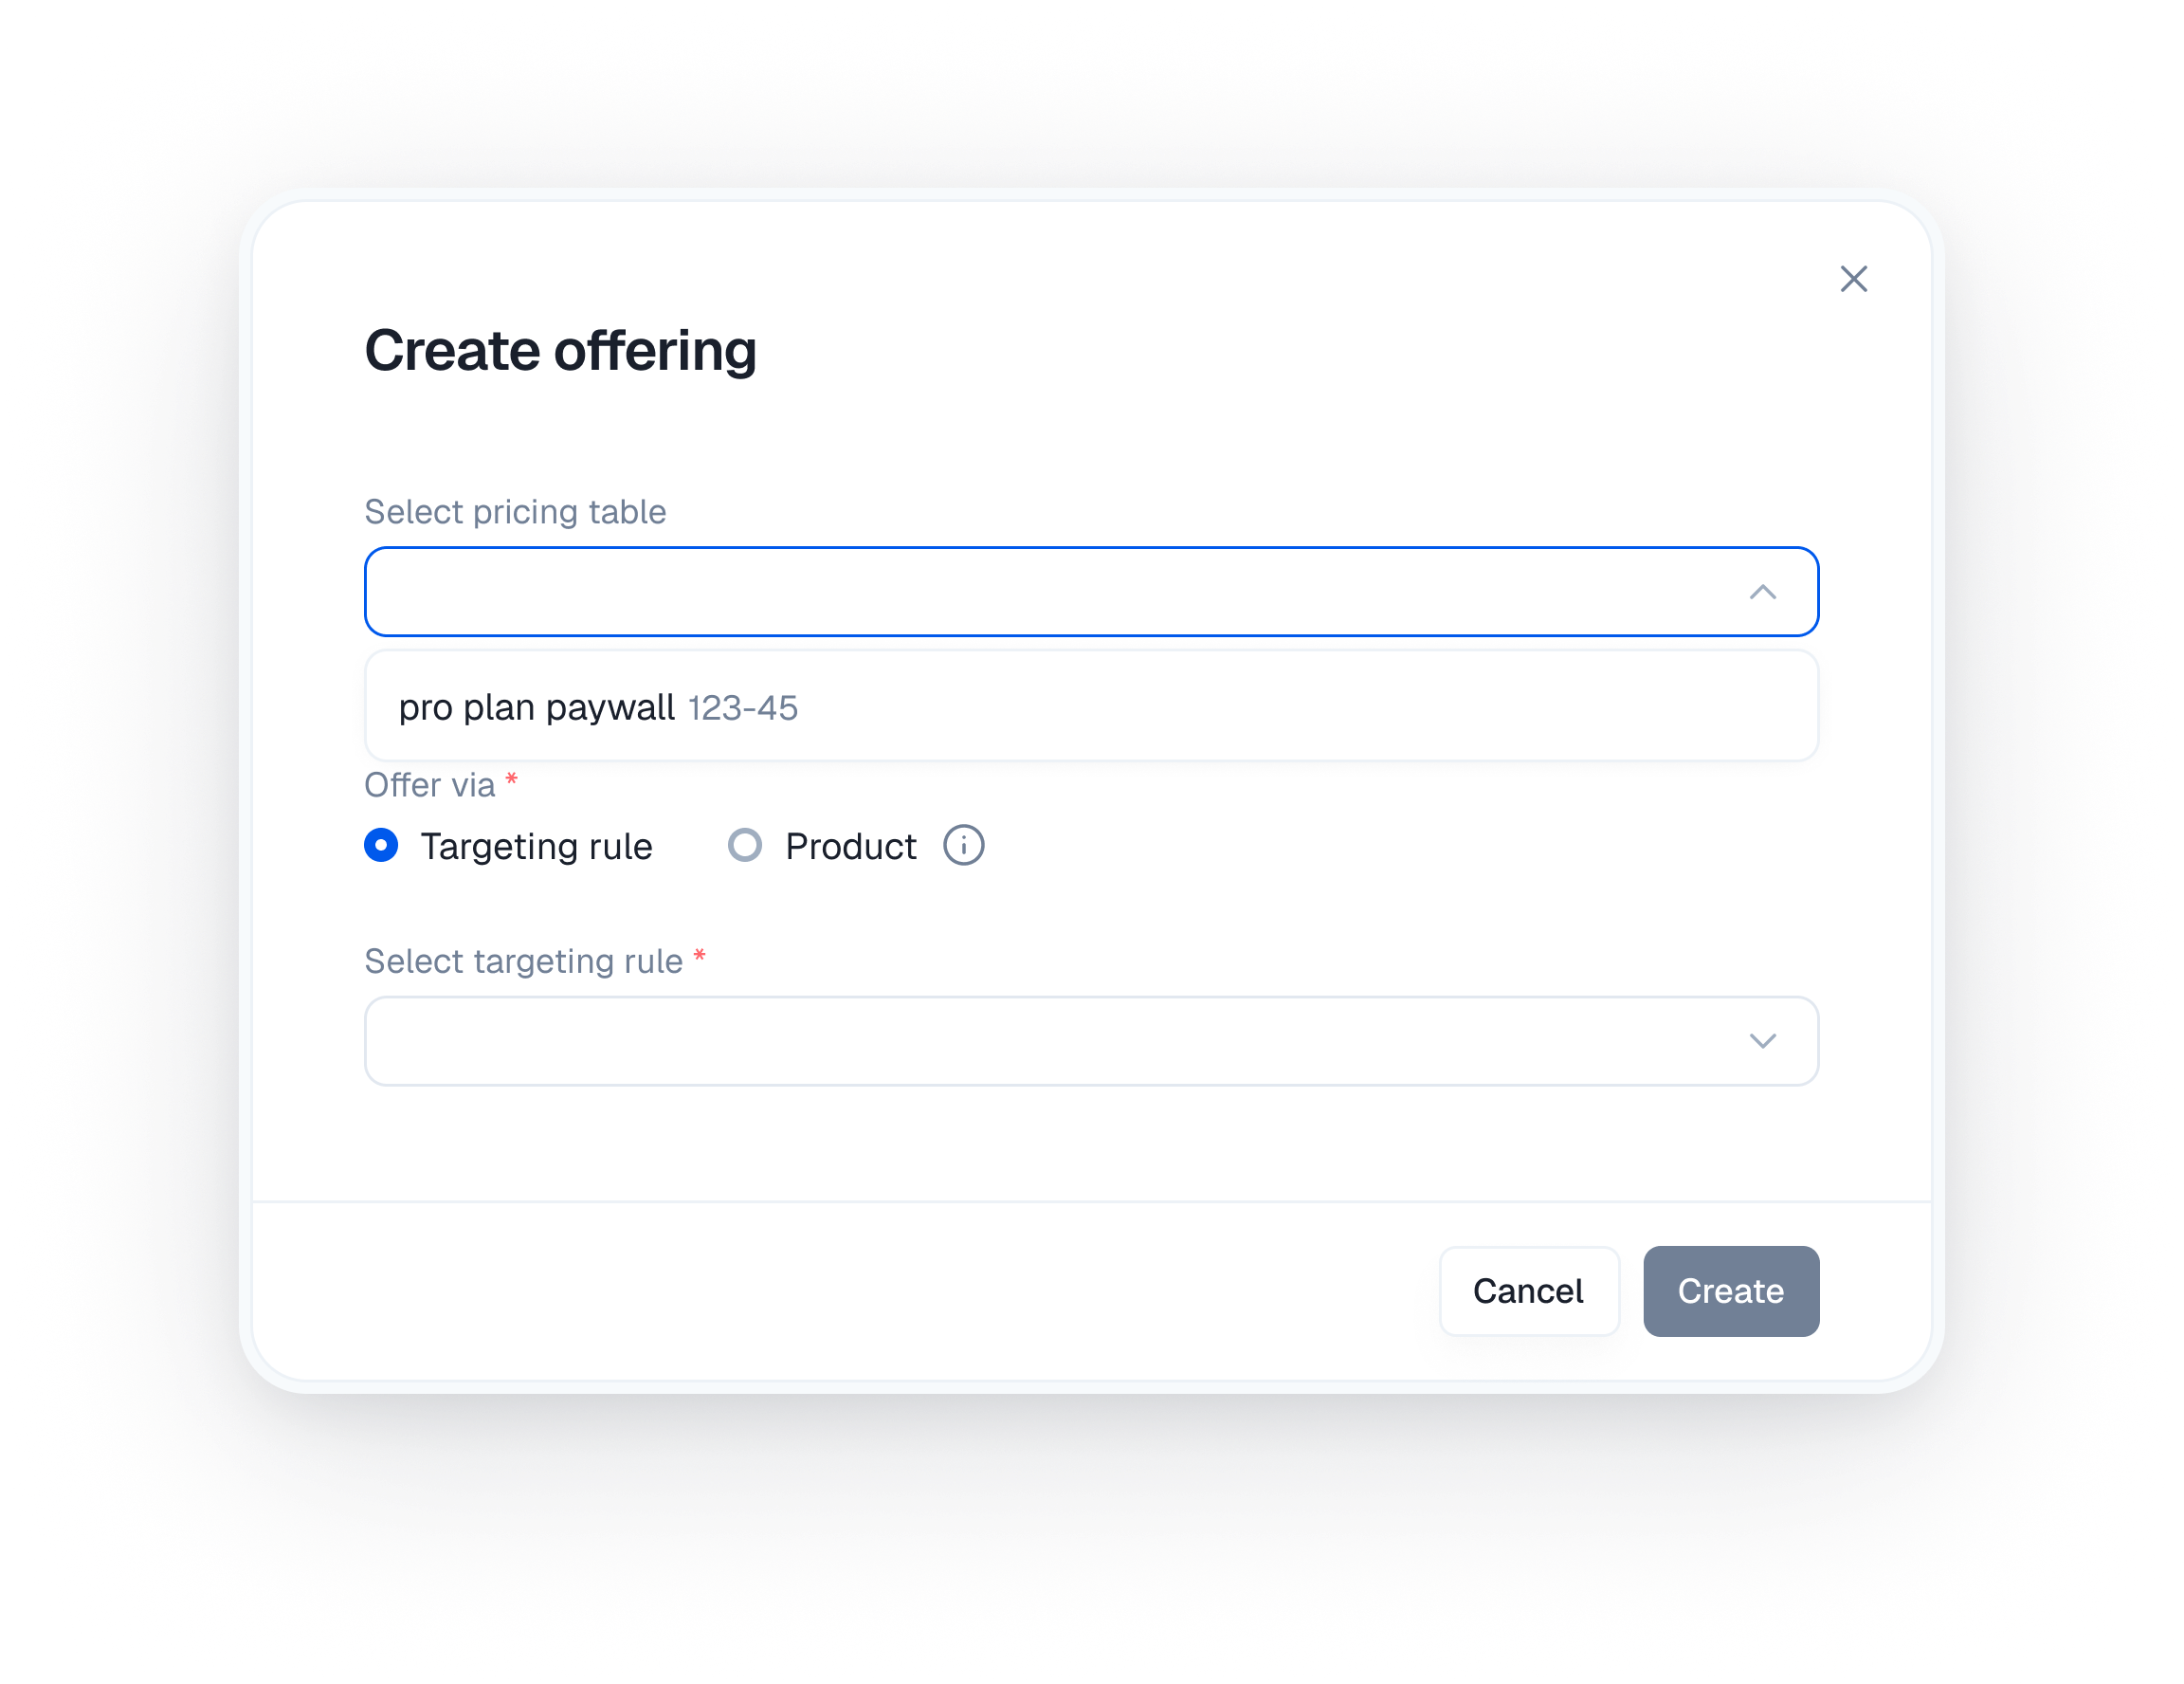 Create offering
Select pricing table
pro plan paywall 123-45
Offer via *
Targeting rule Product
Select targeting rule *
Cancel Create